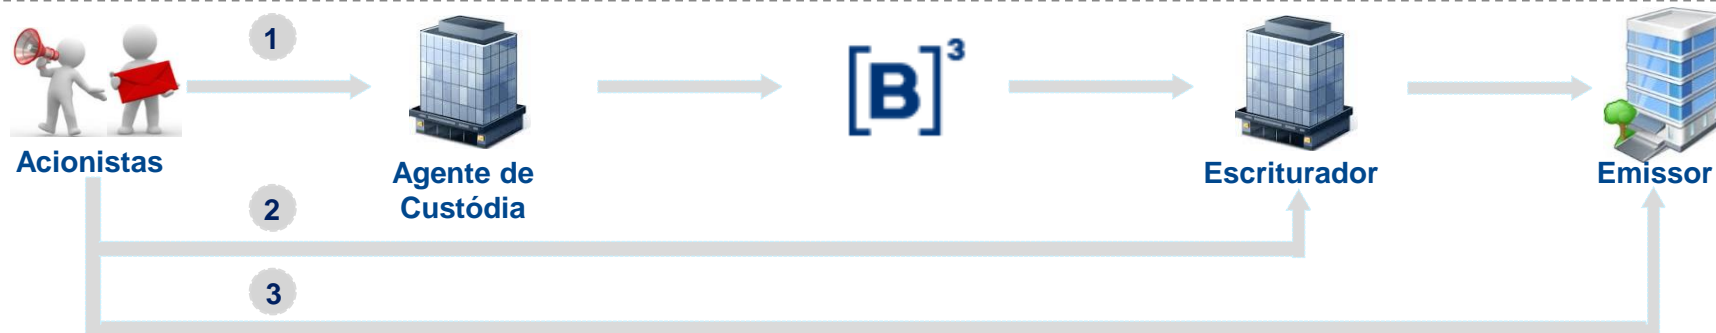 1
[B]³
Acionistas
Agente de
Custódia
Escriturador
Emissor
2
3